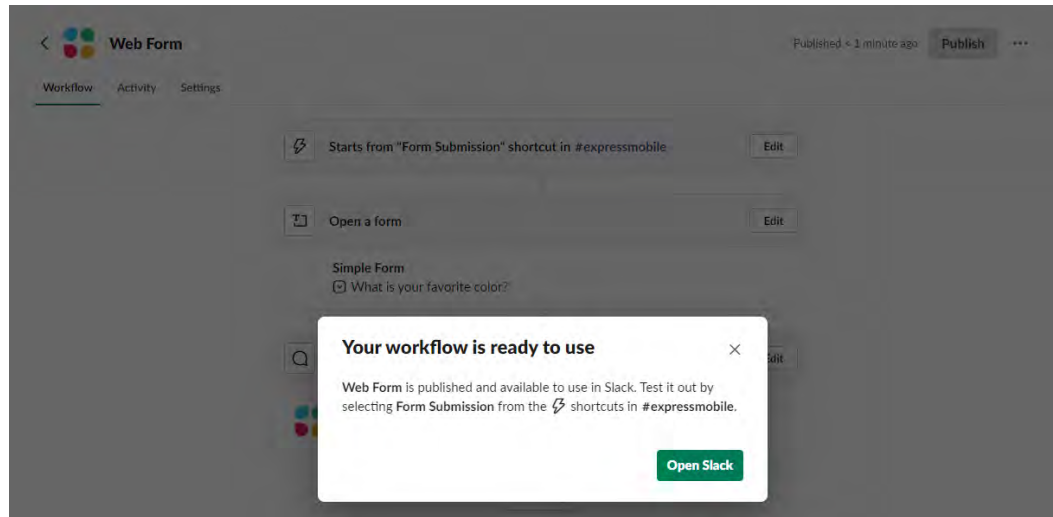 Web Form
Published < 1 minute ago
Publish
Workflow
Activity
Settings
Starts from "Form Submission" shortcut in #expressmobile
Edit
Open a form
Edit
Simple Form
What is your favorite color?
Edit
Your workflow is ready to use
Web Form is published and available to use in Slack. Test it out by
selecting Form Submission from the shortcuts in #expressmobile.
Open Slack